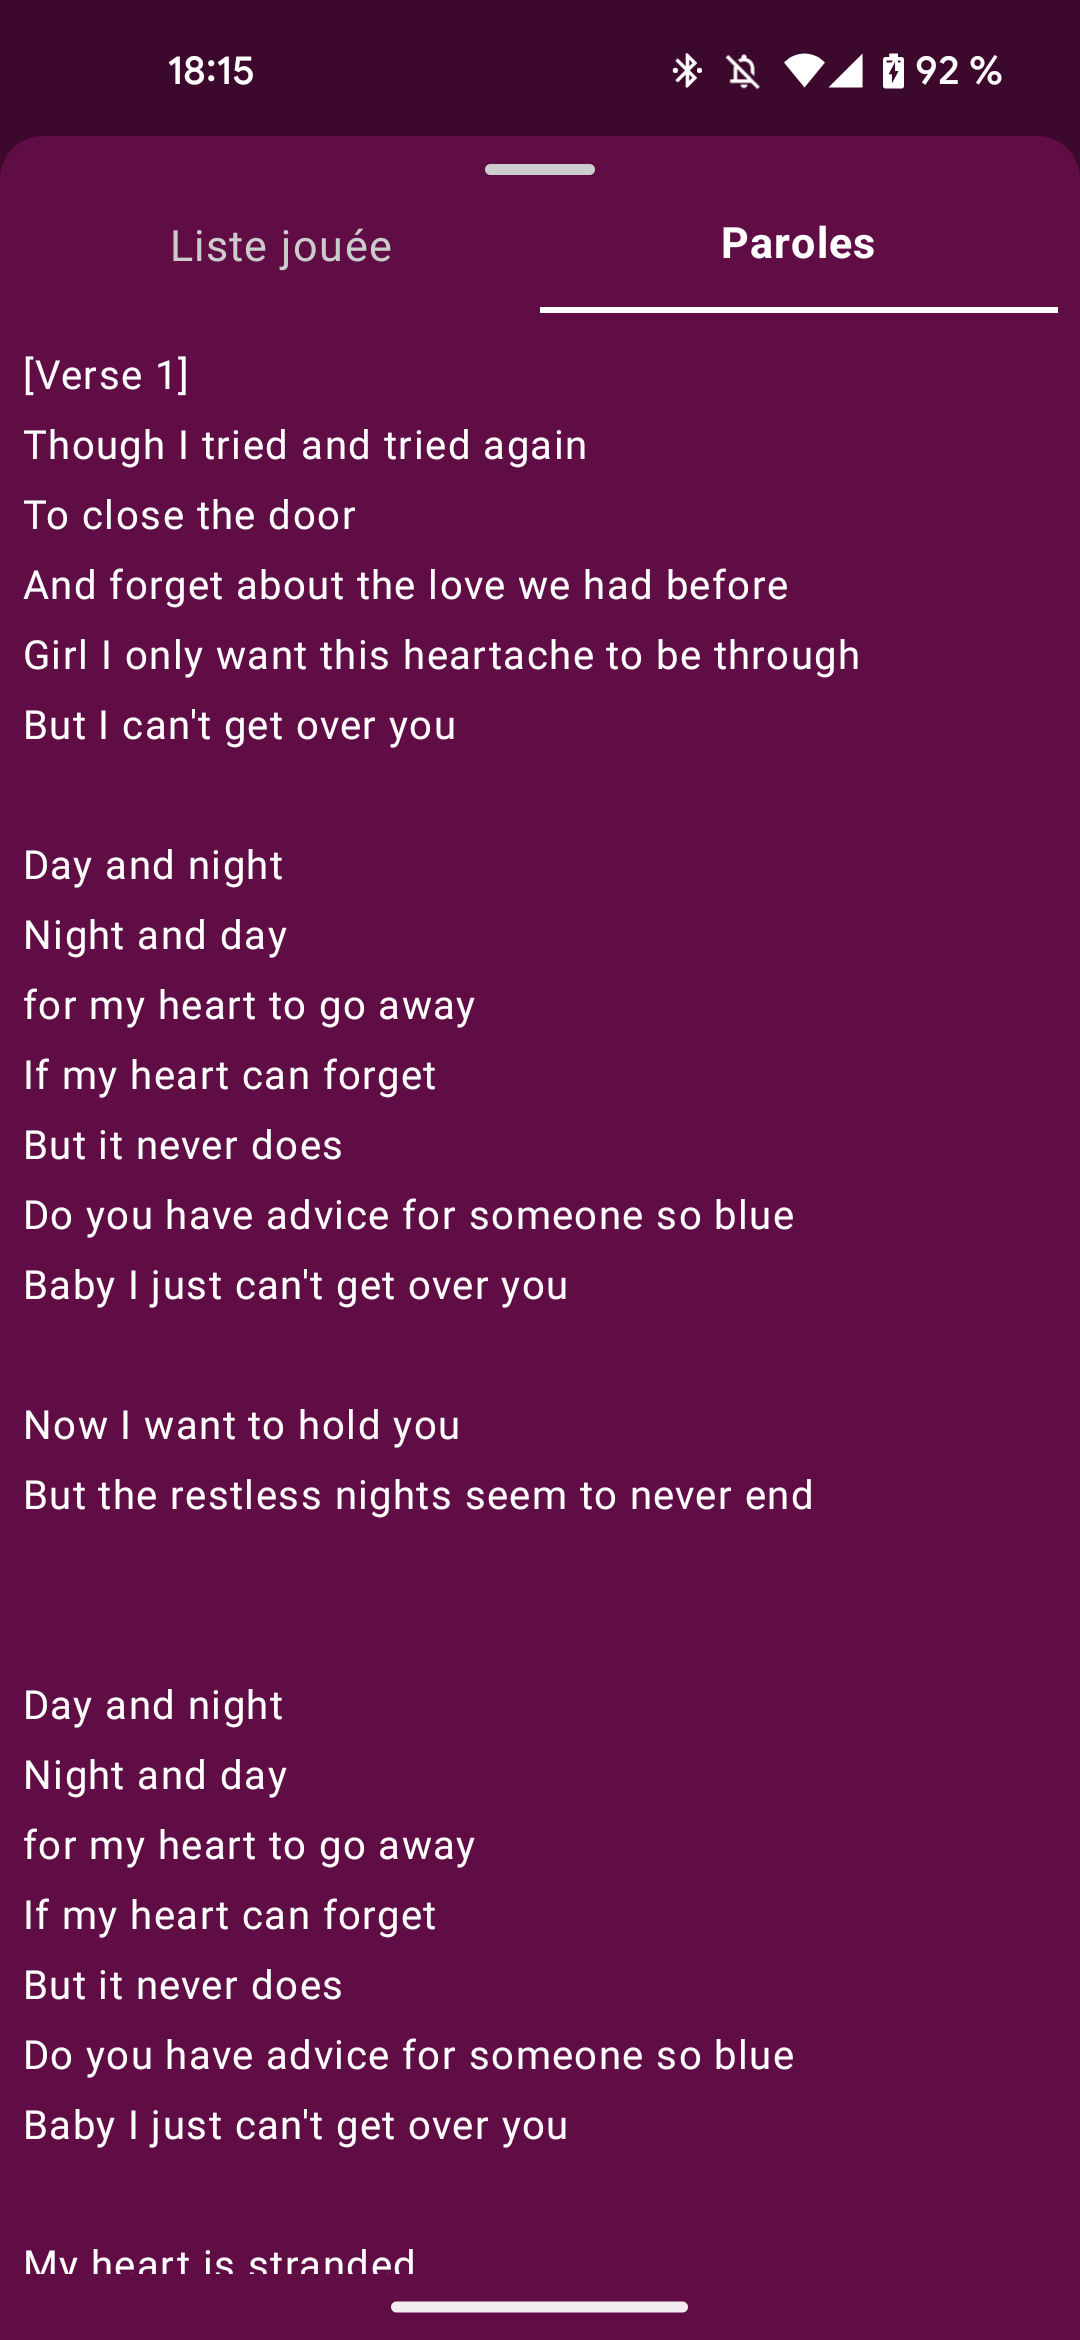 18:15
92 %
Liste jouée
Paroles
[Verse 1]
Though I tried and tried again
To close the door
And forget about the love we had before
Girl I only want this heartache to be through
But I can't get over you
Day and night
Night and day
for my heart to go away
If my heart can forget
But it never does
Do you have advice for someone so blue
Baby I just can't get over you
Now I want to hold you
But the restless nights seem to never end
Day and night
Night and day
for my heart to go away
If my heart can forget
But it never does
Do you have advice for someone so blue
Baby I just can't get over you
My heart is stranded